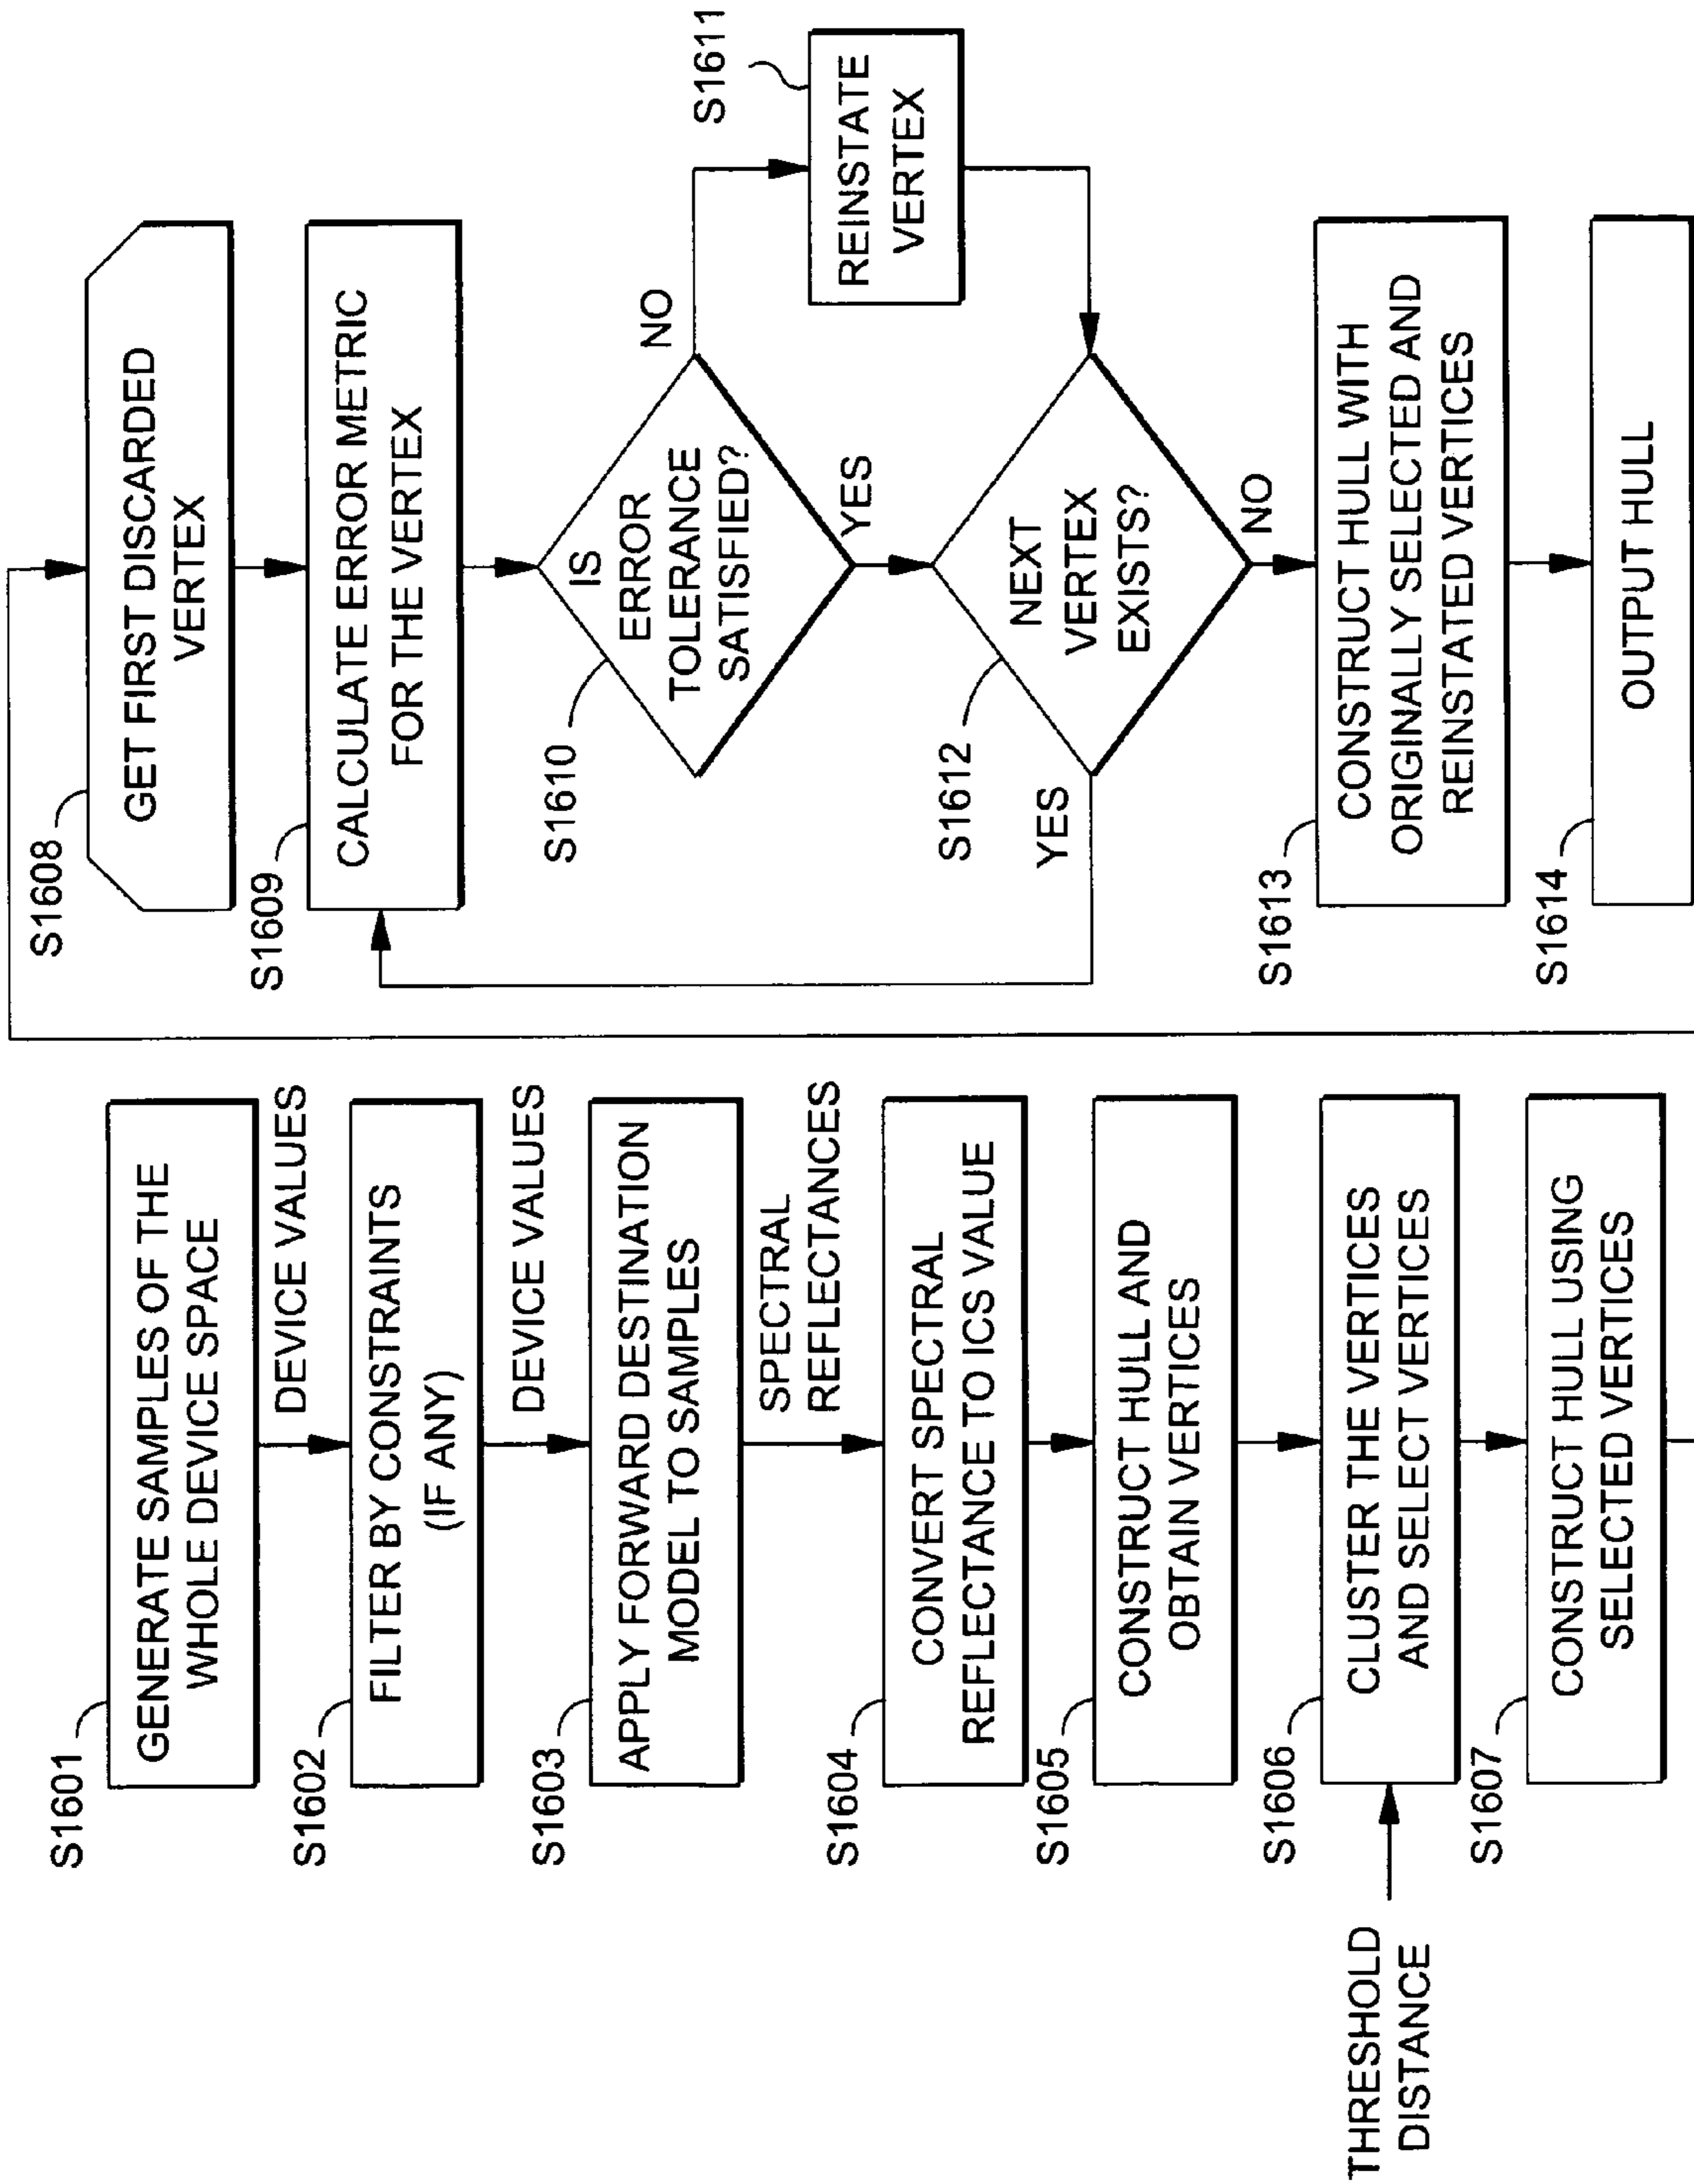 S1601
GENERATE SAMPLES OF THE
WHOLE DEVICE SPACE
DEVICE VALUES
S1602
FILTER BY CONSTRAINTS
(IF ANY)
DEVICE VALUES
S1603
APPLY FORWARD DESTINATION
MODEL TO SAMPLES
SPECTRAL
REFLECTANCES
S1604
CONVERT SPECTRAL
REFLECTANCE TO ICS VALUE
S1605
CONSTRUCT HULL AND
OBTAIN VERTICES
THRESHOLD
DISTANCE
S1606
CLUSTER THE VERTICES
AND SELECT VERTICES
S1607
CONSTRUCT HULL USING
SELECTED VERTICES
S1608
GET FIRST DISCARDED
VERTEX
S1609
CALCULATE ERROR METRIC
FOR THE VERTEX
S1610
IS
ERROR
TOLERANCE
SATISFIED?
NO
YES
S1611
REINSTATE
VERTEX
S1612
NEXT
VERTEX
EXISTS?
YES
NO
S1613
CONSTRUCT HULL WITH
ORIGINALLY SELECTED AND
REINSTATED VERTICES
S1614
OUTPUT HULL